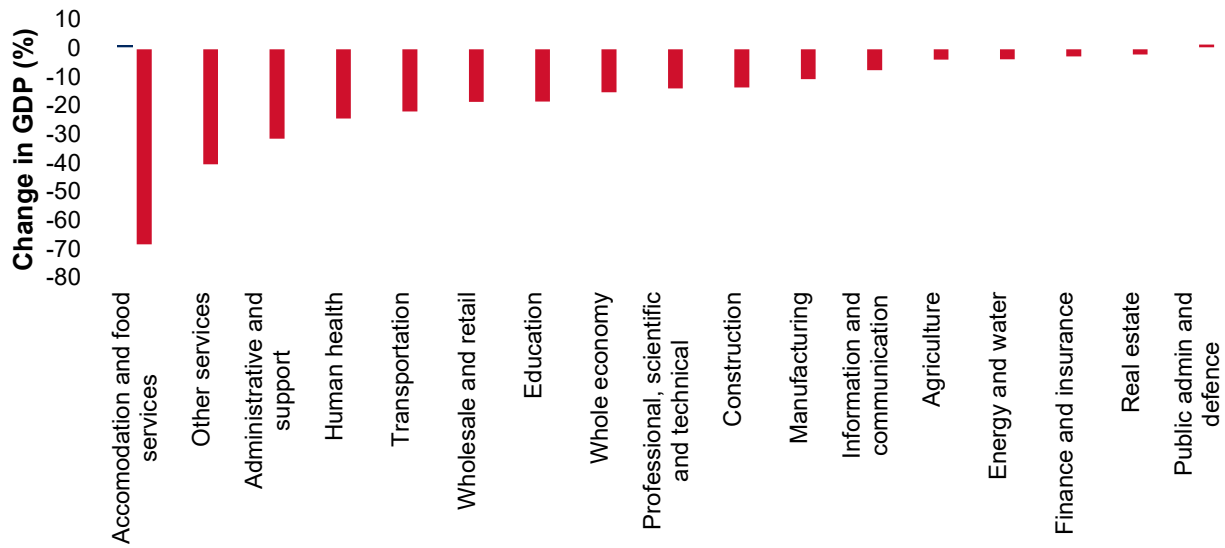 Change in GDP (%)
10
0
-10
-20
-30
-40
-50
-60
-70
-80
Accomodation and food
services
Other services
Administrative and
support
Human health
Transportation
Wholesale and retail
Education
Whole economy
Professional, scientific
and technical
Construction
Manufacturing
Information and
communication
Agriculture
Energy and water
Finance and insurance
Real estate
Public admin and
defence